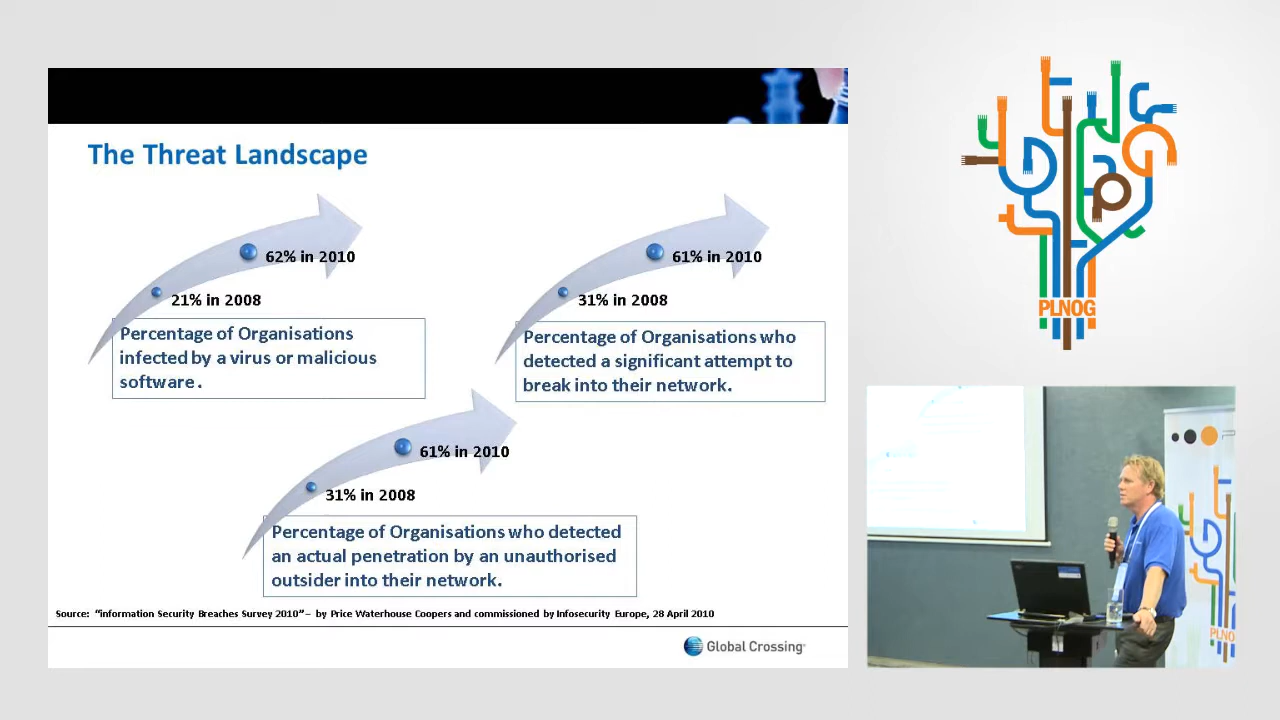 The Threat Landscape
62% in 2010
21% in 2008
Percentage of Organisations
infected by a virus or malicious
software.
61% in 2010
31% in 2008
Percentage of Organisations who
detected a significant attempt to
break into their network.
61% in 2010
31% in 2008
Percentage of Organisations who detected
an actual penetration by an unauthorised
outsider into their network.
Source: “information Security Breaches Survey 2010”– by Price Waterhouse Coopers and commissioned by Infosecurity Europe, 28 April 2010
Global Crossing
PLNOG
PLNOG